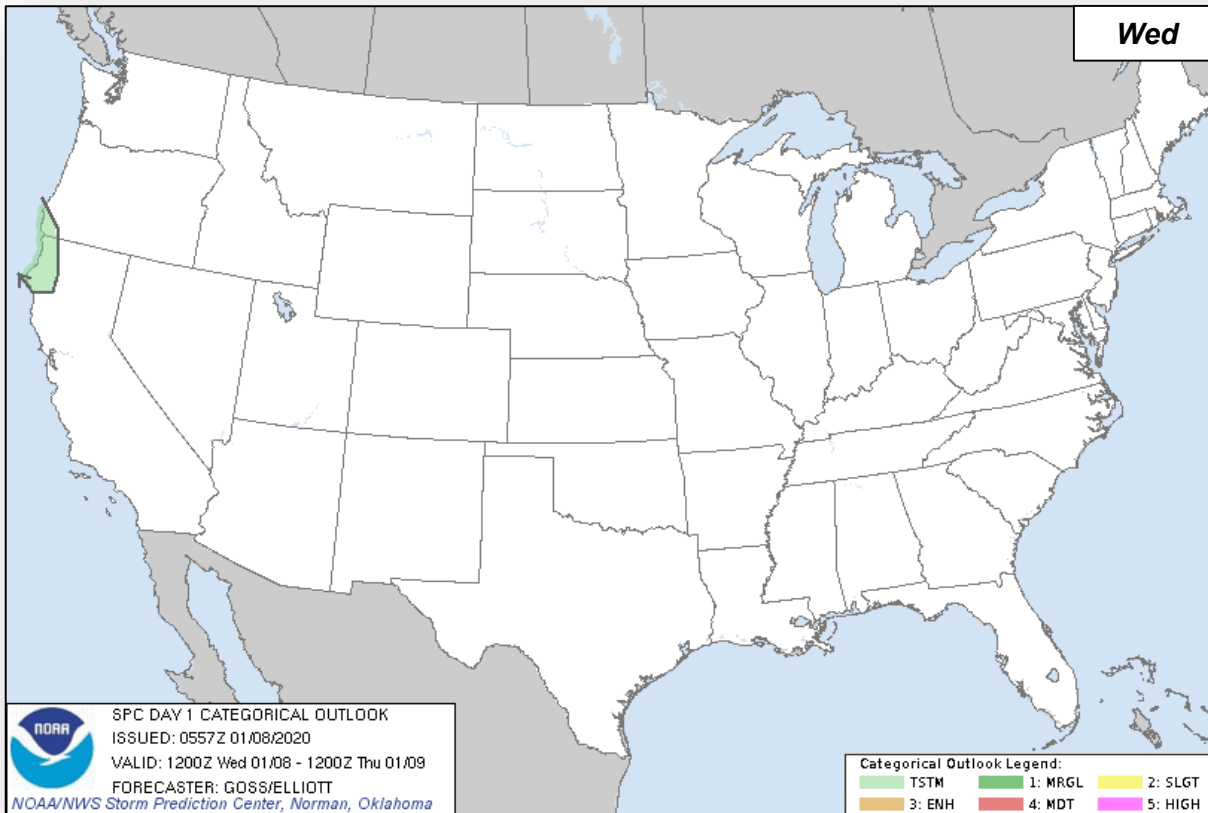 Wed
NOAA
SPC DAY 1 CATEGORICAL OUTLOOK
ISSUED: 0557Z 01/08/2020
VALID: 1200Z Wed 01/08 - 1200Z Thu 01/09
FORECASTER: GOSS/ELLIOTT
NOAA/NWS Storm Prediction Center, Norman, Oklahoma
Categorical Outlook Legend:
TSTM 1: MRGL 2: SLGT
3: ENH 4: MDT 5: HIGH